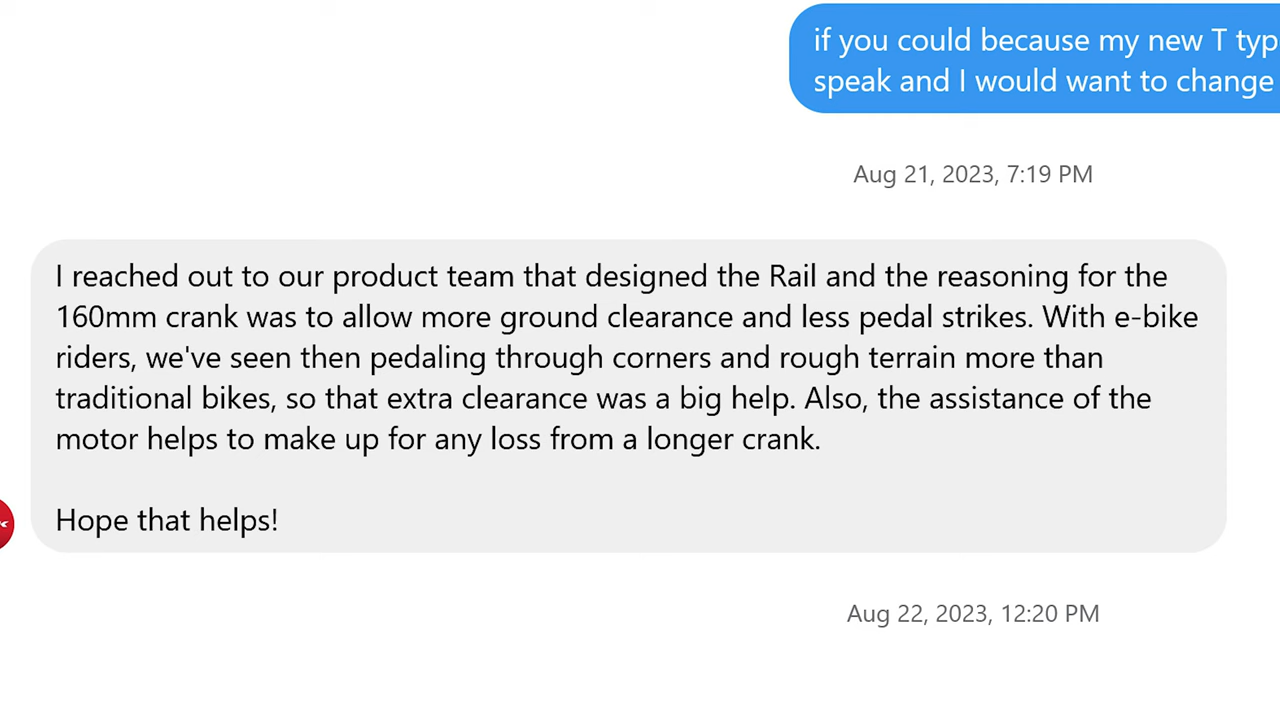 if you could because my new T typ
speak and I would want to change
Aug 21, 2023, 7:19 PM
I reached out to our product team that designed the Rail and the reasoning for the
160mm crank was to allow more ground clearance and less pedal strikes. With e-bike
riders, we've seen then pedaling through corners and rough terrain more than
traditional bikes, so that extra clearance was a big help. Also, the assistance of the
motor helps to make up for any loss from a longer crank.
Hope that helps!
Aug 22, 2023, 12:20 PM